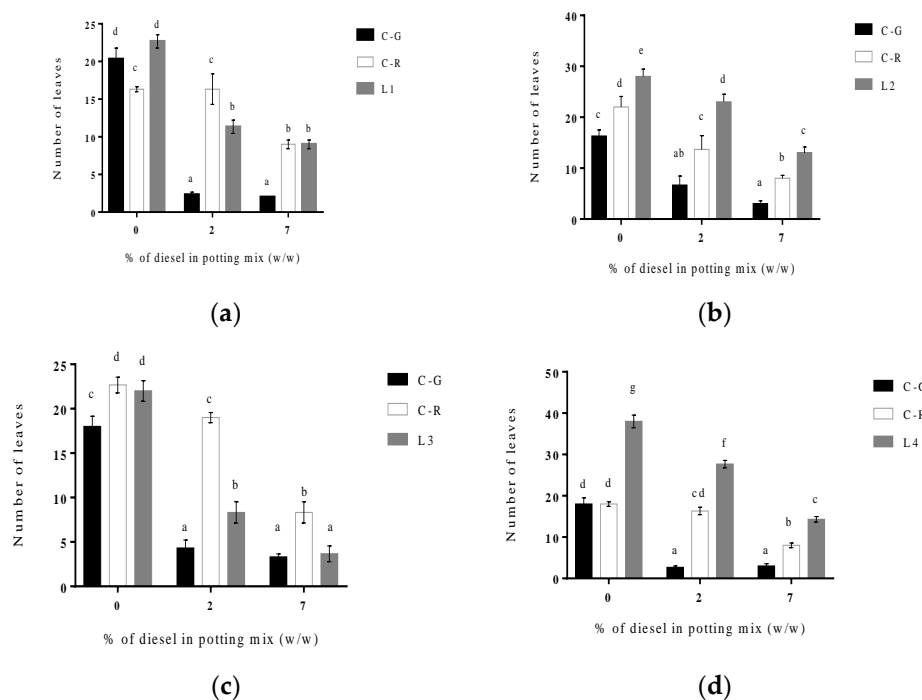 25
20
15
10
5
0
Number of leaves
d
c
d
a
c
b
a
b
b
0
2
7
% of diesel in potting mix (w/w)
C-G
C-R
L1
(a)
40
30
20
10
0
Number of leaves
c
d
e
ab
c
d
a
b
c
0
2
7
% of diesel in potting mix (w/w)
C-G
C-R
L2
(b)
25
20
15
10
5
0
Number of leaves
c
d
d
a
c
b
a
b
a
0
2
7
% of diesel in potting mix (w/w)
C-G
C-R
L3
(c)
50
40
30
20
10
0
Number of leaves
d
d
g
a
cd
f
a
b
c
0
2
7
% of diesel in potting mix (w/w)
C-G
C-R
L4
(d)